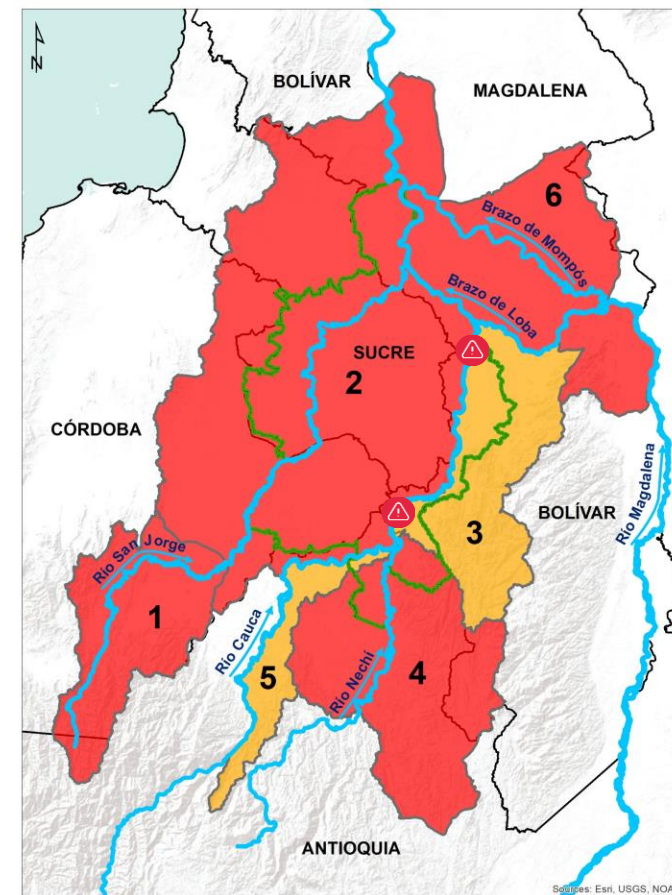 N
BOLÍVAR
MAGDALENA
6
Brazo de Mompós
Brazo de Loba
SUCRE
2
CÓRDOBA
3
BOLÍVAR
Río Magdalena
Río San Jorge
1
Río Cauca
5
Río Nechí
4
ANTIOQUIA
Sources: Esri, USGS, NOA